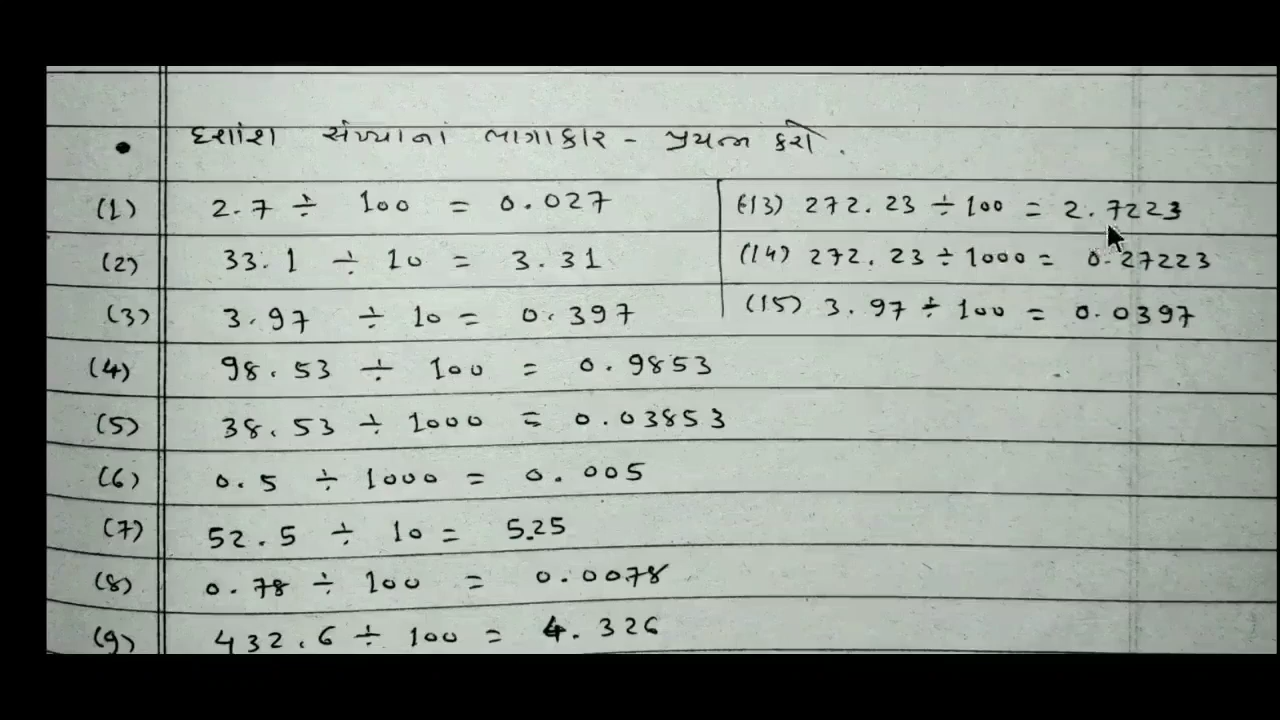 • દશાંશ સંખ્યાનાં ભાગાકાર - પ્રયત્ન કરો.
(1) 2.7 ÷ 100 = 0.027
(2) 33.1 ÷ 10 = 3.31
(3) 3.97 ÷ 10 = 0.397
(4) 98.53 ÷ 100 = 0.9853
(5) 38.53 ÷ 1000 = 0.03853
(6) 0.5 ÷ 1000 = 0.005
(7) 52.5 ÷ 10 = 5.25
(8) 0.78 ÷ 100 = 0.0078
(9) 432.6 ÷ 100 = 4.326
(13) 272.23 ÷ 100 = 2.7223
(14) 272.23 ÷ 1000 = 0.27223
(15) 3.97 ÷ 100 = 0.0397